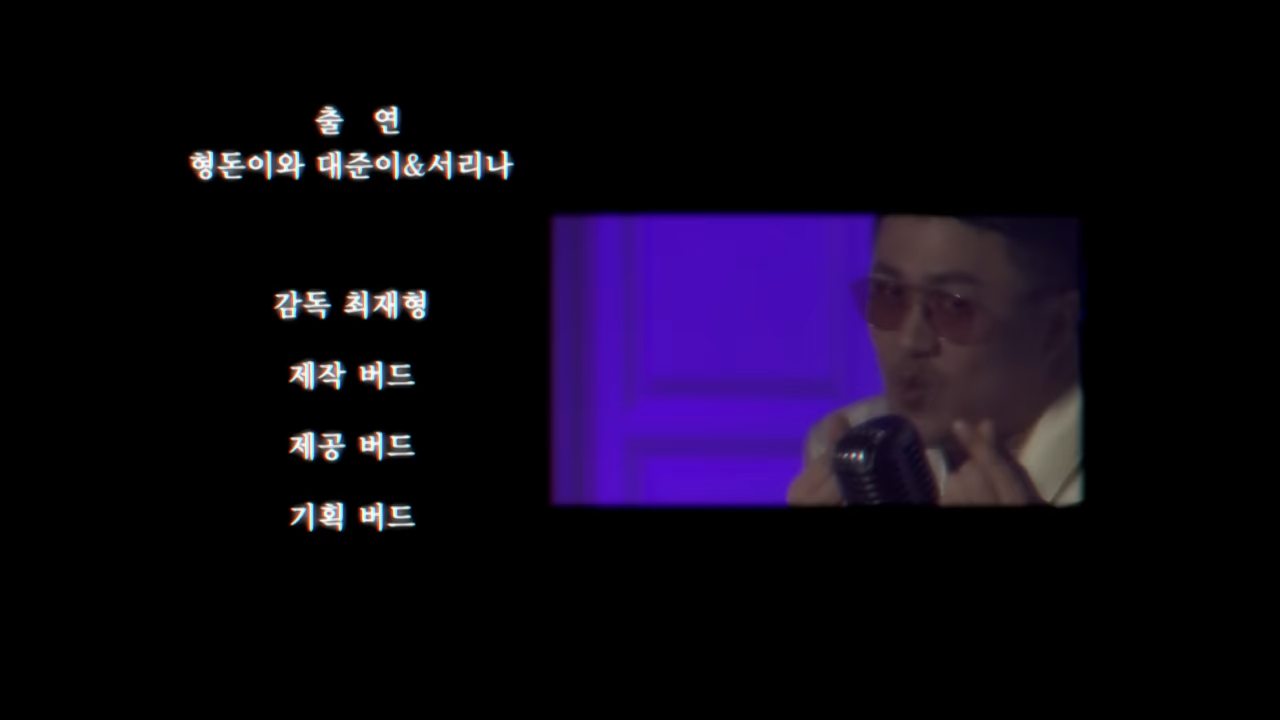 출 연
형돈이와 대준이&서리나
감독 최재형
제작 버드
제공 버드
기획 버드